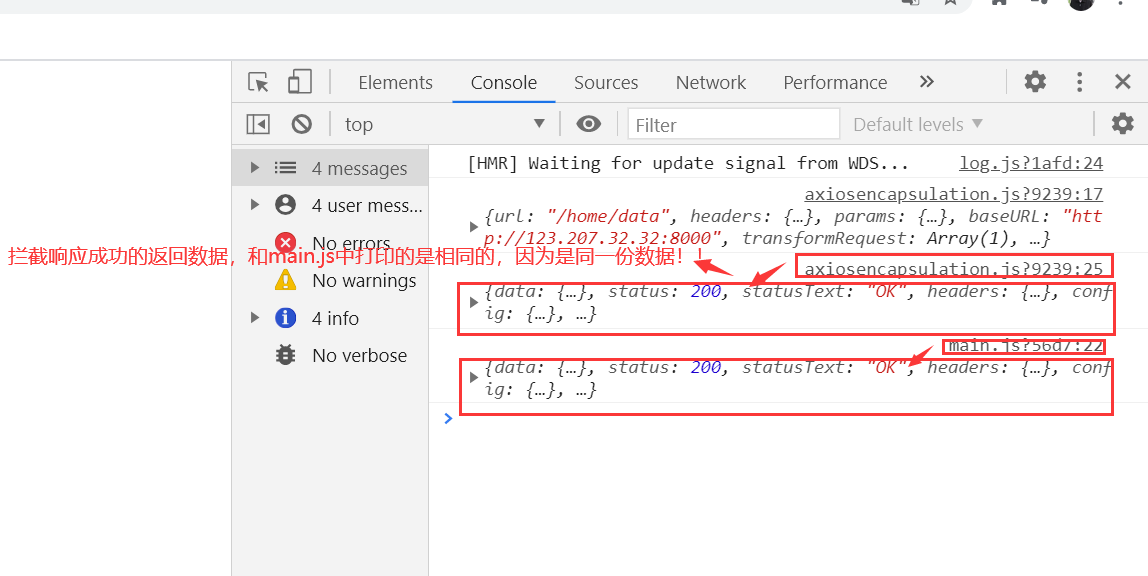 Elements Console Sources Network Performance »
top Filter Default levels
4 messages
4 user mess...
No errors
No warnings
4 info
No verbose
[HMR] Waiting for update signal from WDS... log.js?1afd:24
axiosencapsulation.js?9239:17
{url: "/home/data", headers: {…}, params: {…}, baseURL: "htt
p://123.207.32.32:8000", transformRequest: Array(1), …}
拦截响应成功的返回数据，和main.js中打印的是相同的，因为是同一份数据！！
axiosencapsulation.js?9239:25
{data: {…}, status: 200, statusText: "OK", headers: {…}, conf
ig: {…}, …}
main.js?56d7:22
{data: {…}, status: 200, statusText: "OK", headers: {…}, conf
ig: {…}, …}